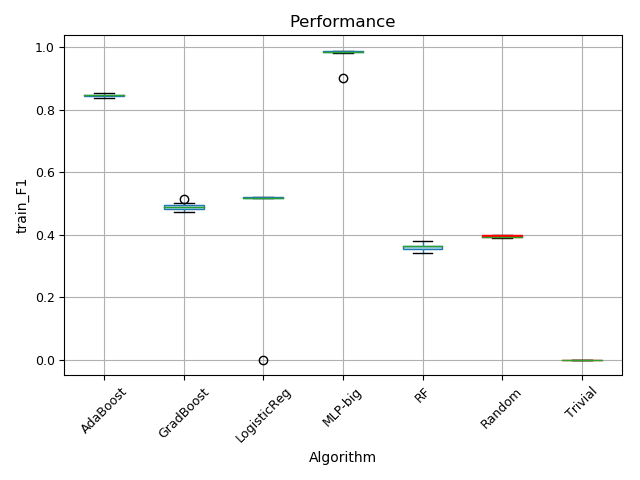 Performance
train_F1
1.0
0.8
0.6
0.4
0.2
0.0
AdaBoost
GradBoost
LogisticReg
MLP-big
RF
Random
Trivial
Algorithm